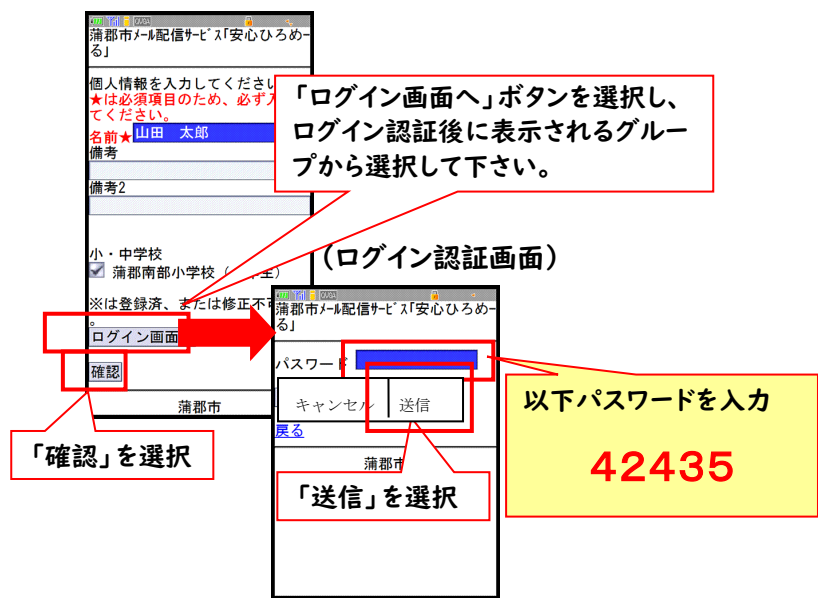 蒲郡市ﾒｰﾙ配信ｻｰﾋﾞｽ｢安心ひろめー
る｣
個人情報を入力してください
★は必須項目のため、必ず入
てください。
名前★山田 太郎
備考
備考2
小・中学校
蒲郡南部小学校（
生）
※は登録済、または修正不可
。
ログイン画面
確認
蒲郡市
「ログイン画面へ」ボタンを選択し、
ログイン認証後に表示されるグルー
プから選択して下さい。
「確認」を選択
（ログイン認証画面）
蒲郡市ﾒｰﾙ配信ｻｰﾋﾞｽ｢安心ひろめー
る｣
パスワード
キャンセル 送信
戻る
蒲郡市
「送信」を選択
以下パスワードを入力
42435